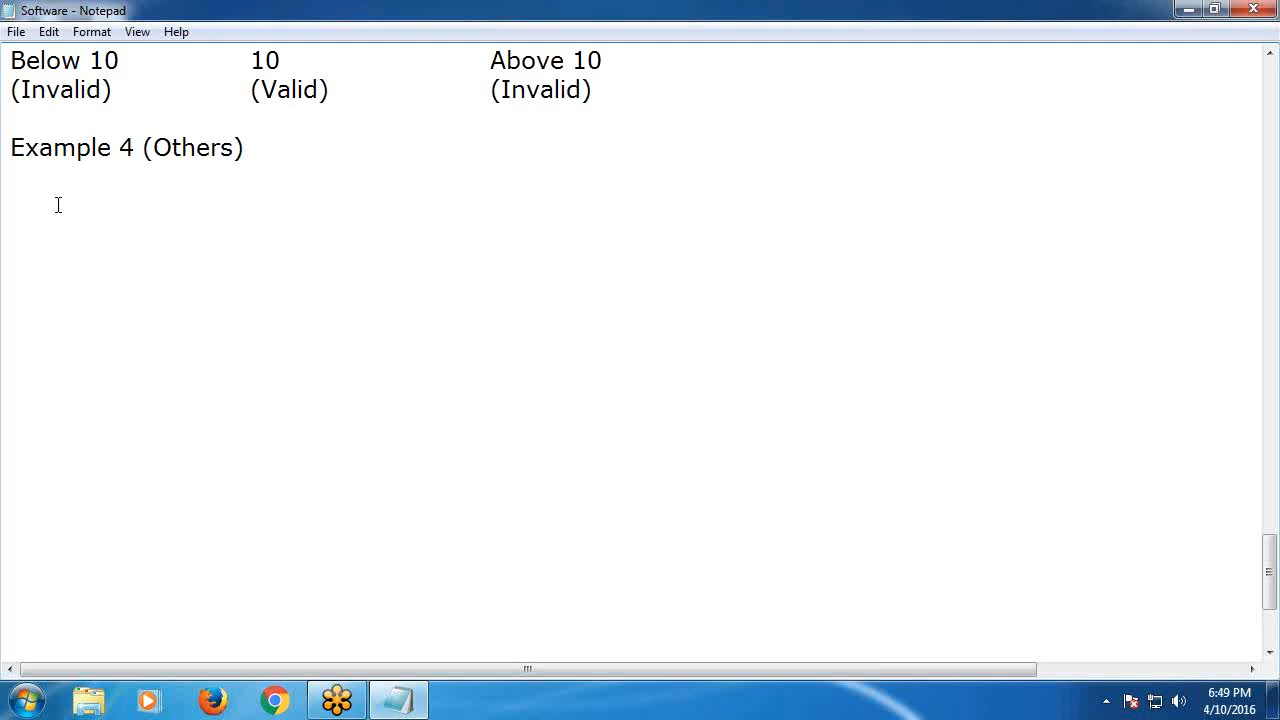 Software - Notepad
File Edit Format View Help
Below 10 10 Above 10
(Invalid) (Valid) (Invalid)
Example 4 (Others)
6:49 PM
4/10/2016